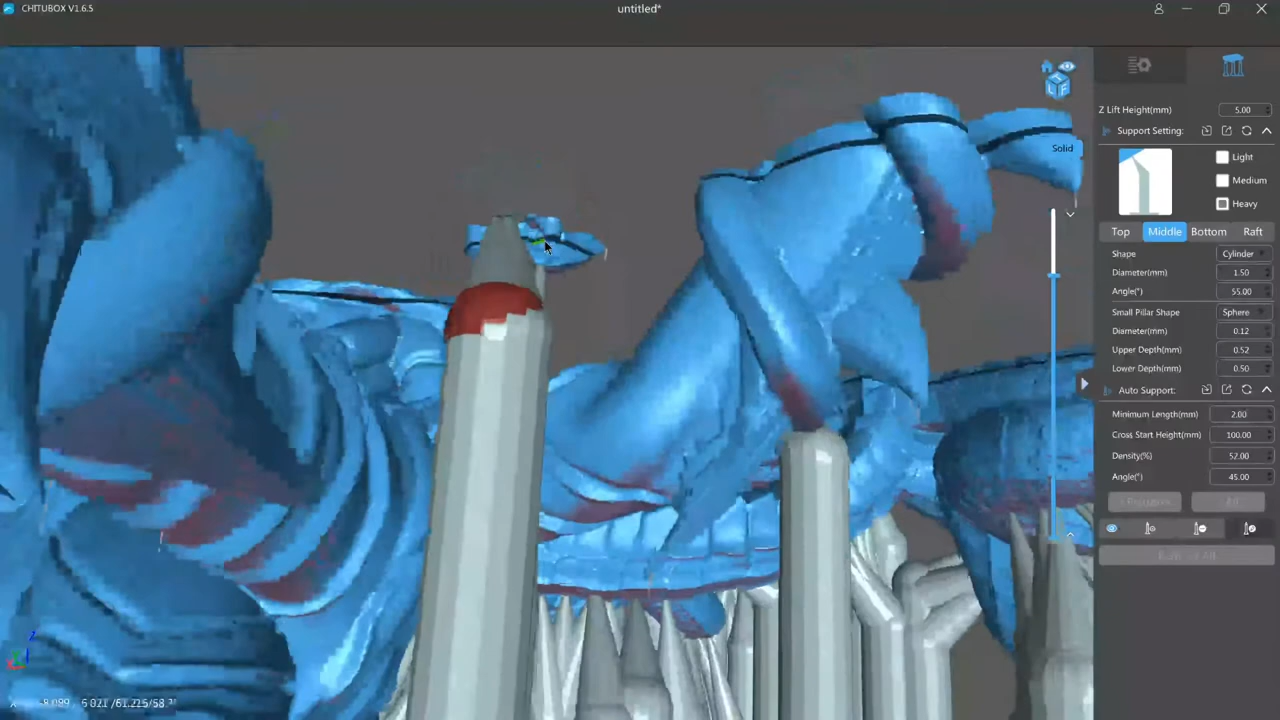 CHITUBOX V1.6.5
untitled*
Z Lift Height(mm) 5.00
Support Setting:
Light
Medium
Heavy
Top Middle Bottom Raft
Shape Cylinder
Diameter(mm) 1.50
Angle(°) 55.00
Small Pillar Shape Sphere
Diameter(mm) 0.12
Upper Depth(mm) 0.52
Lower Depth(mm) 0.50
Auto Support:
Minimum Length(mm) 2.00
Cross Start Height(mm) 100.00
Density(%) 52.00
Angle(°) 45.00
All
Solid
L F
Z